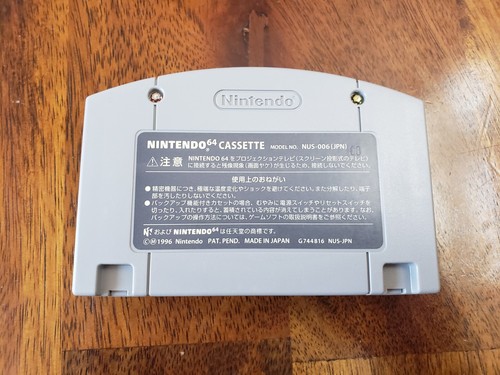 Nintendo
NINTENDO64 CASSETTE MODEL NO. NUS-006(JPN)
注意 NINTENDO 64 をプロジェクションテレビ(スクリーン投影式のテレビ)
に接続すると残像現象(画面ヤケ)が生じるため、接続しないでください。
使用上のおねがい
●精密機器につき、極端な温度変化やショックを避けてください。また分解したり、端子
部を汚したりしないでください。
●バックアップ機能付きカセットの場合、むやみに電源スイッチやリセットスイッチを
切ったり、入れたりすると、蓄積されている内容が消えてしまうことがあります。なお、
バックアップの操作方法については、ゲームソフトの取扱説明書をご参照ください。
および NINTENDO64 は任天堂の商標です。
©Ⓜ1996 Nintendo PAT. PEND. MADE IN JAPAN G744816 NUS-JPN